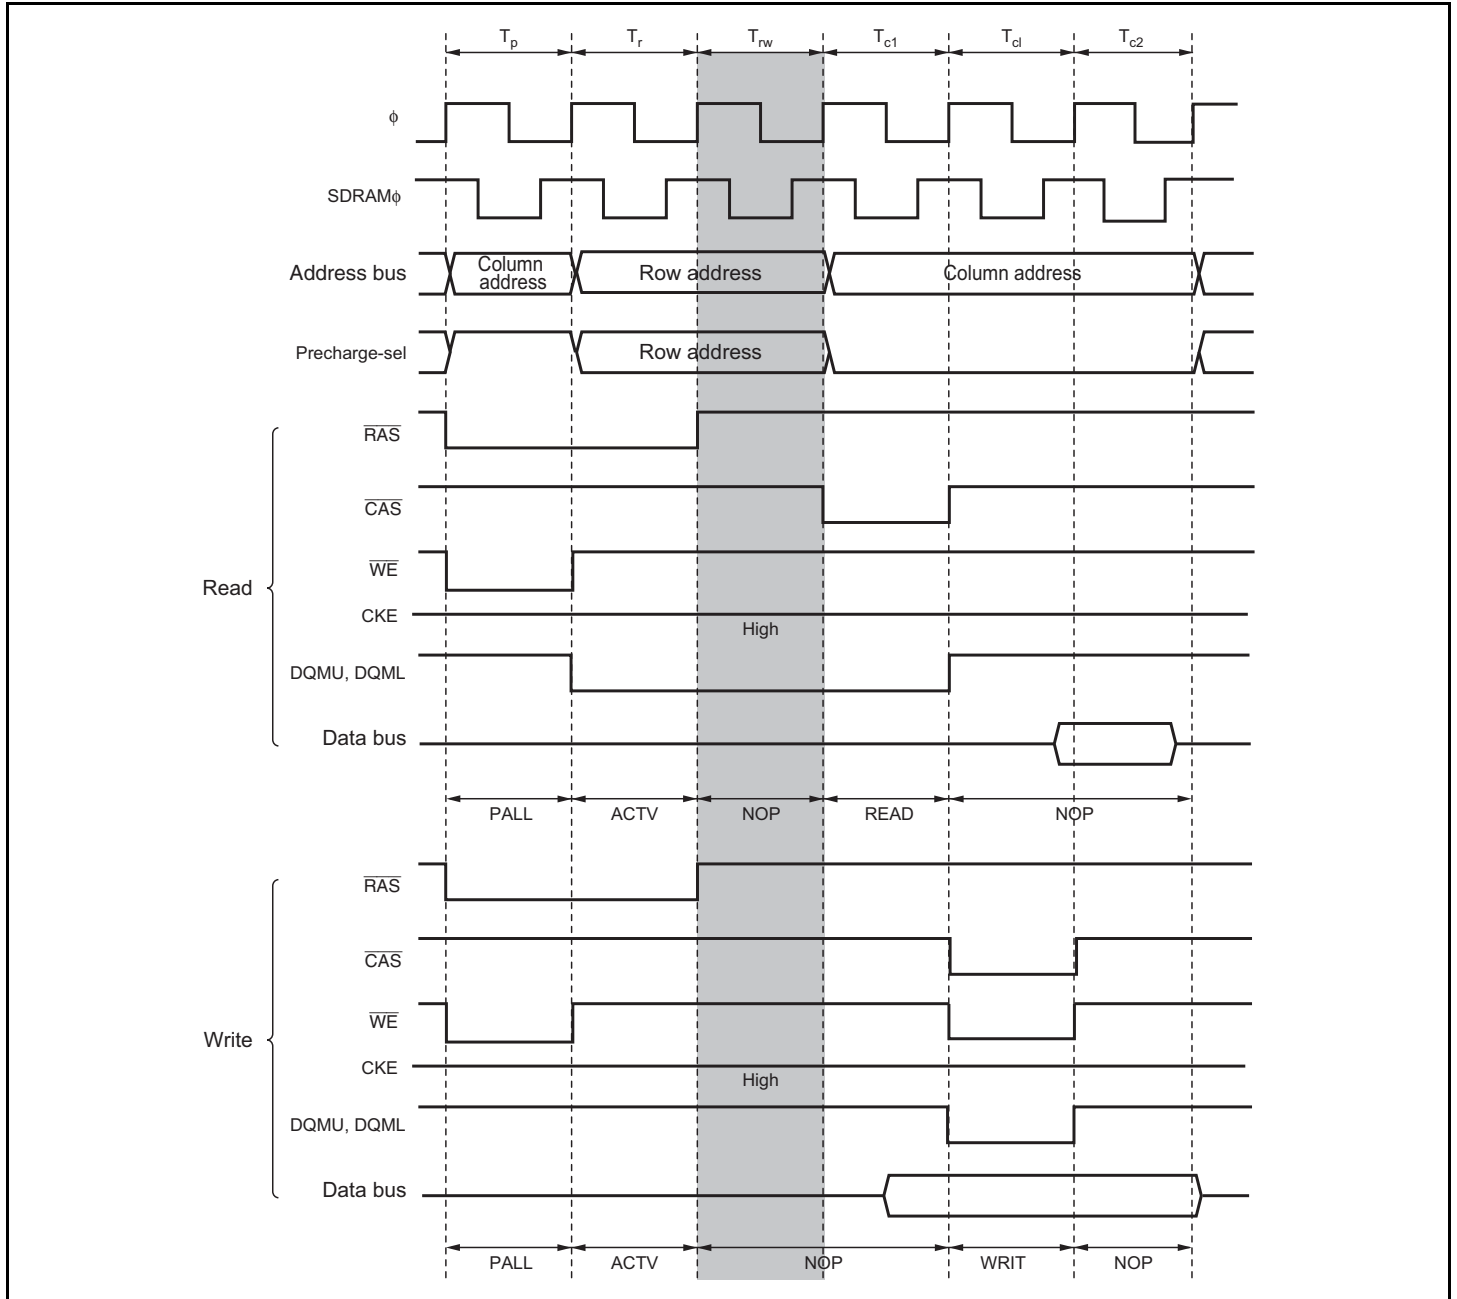 Tp Tr Trw Tc1 Tcl Tc2
ϕ
SDRAMϕ
Address bus Column address Row address Column address
Precharge-sel Row address
Read
RAS
CAS
WE
CKE High
DQMU, DQML
Data bus
PALL ACTV NOP READ NOP
Write
RAS
CAS
WE
CKE High
DQMU, DQML
Data bus
PALL ACTV NOP WRIT NOP